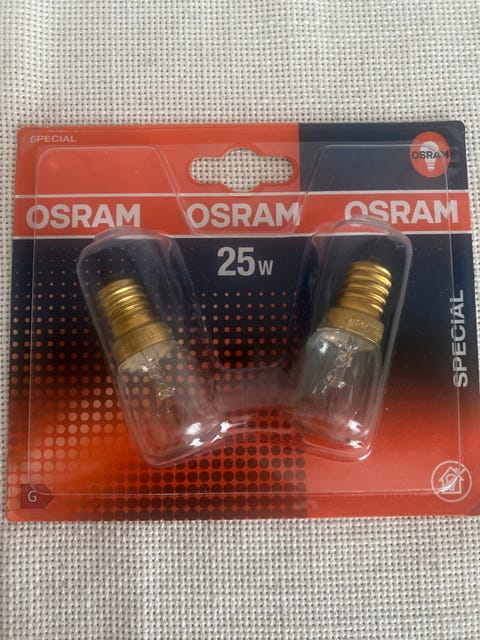 SPECIAL
OSRAM
OSRAM OSRAM OSRAM
25W
SPECIAL
G